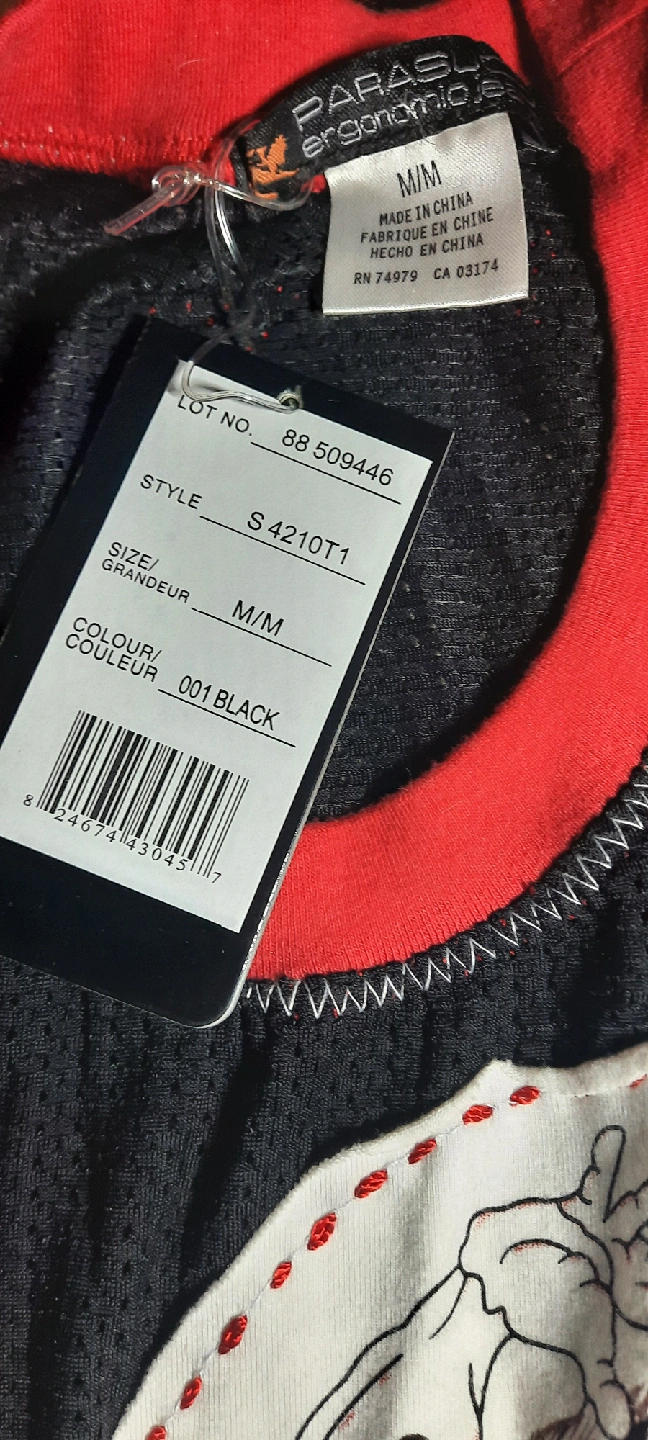 ergonomic
M/M
MADE IN CHINA
FABRIQUE EN CHINE
HECHO EN CHINA
RN 74979 CA 03174
LOT NO. 88 509446
STYLE S 4210T1
SIZE/
GRANDEUR M/M
COLOUR/
COULEUR 001 BLACK
8 24674 43045 7